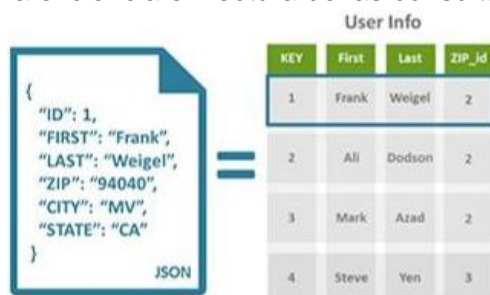 User Info
{
"ID": 1,
"FIRST": "Frank",
"LAST": "Weigel",
"ZIP": "94040",
"CITY": "MV",
"STATE": "CA"
}
JSON
=
KEY First Last ZIP_id
1 Frank Weigel 2
2 Ali Dodson 2
3 Mark Azad 2
4 Steve Yen 3